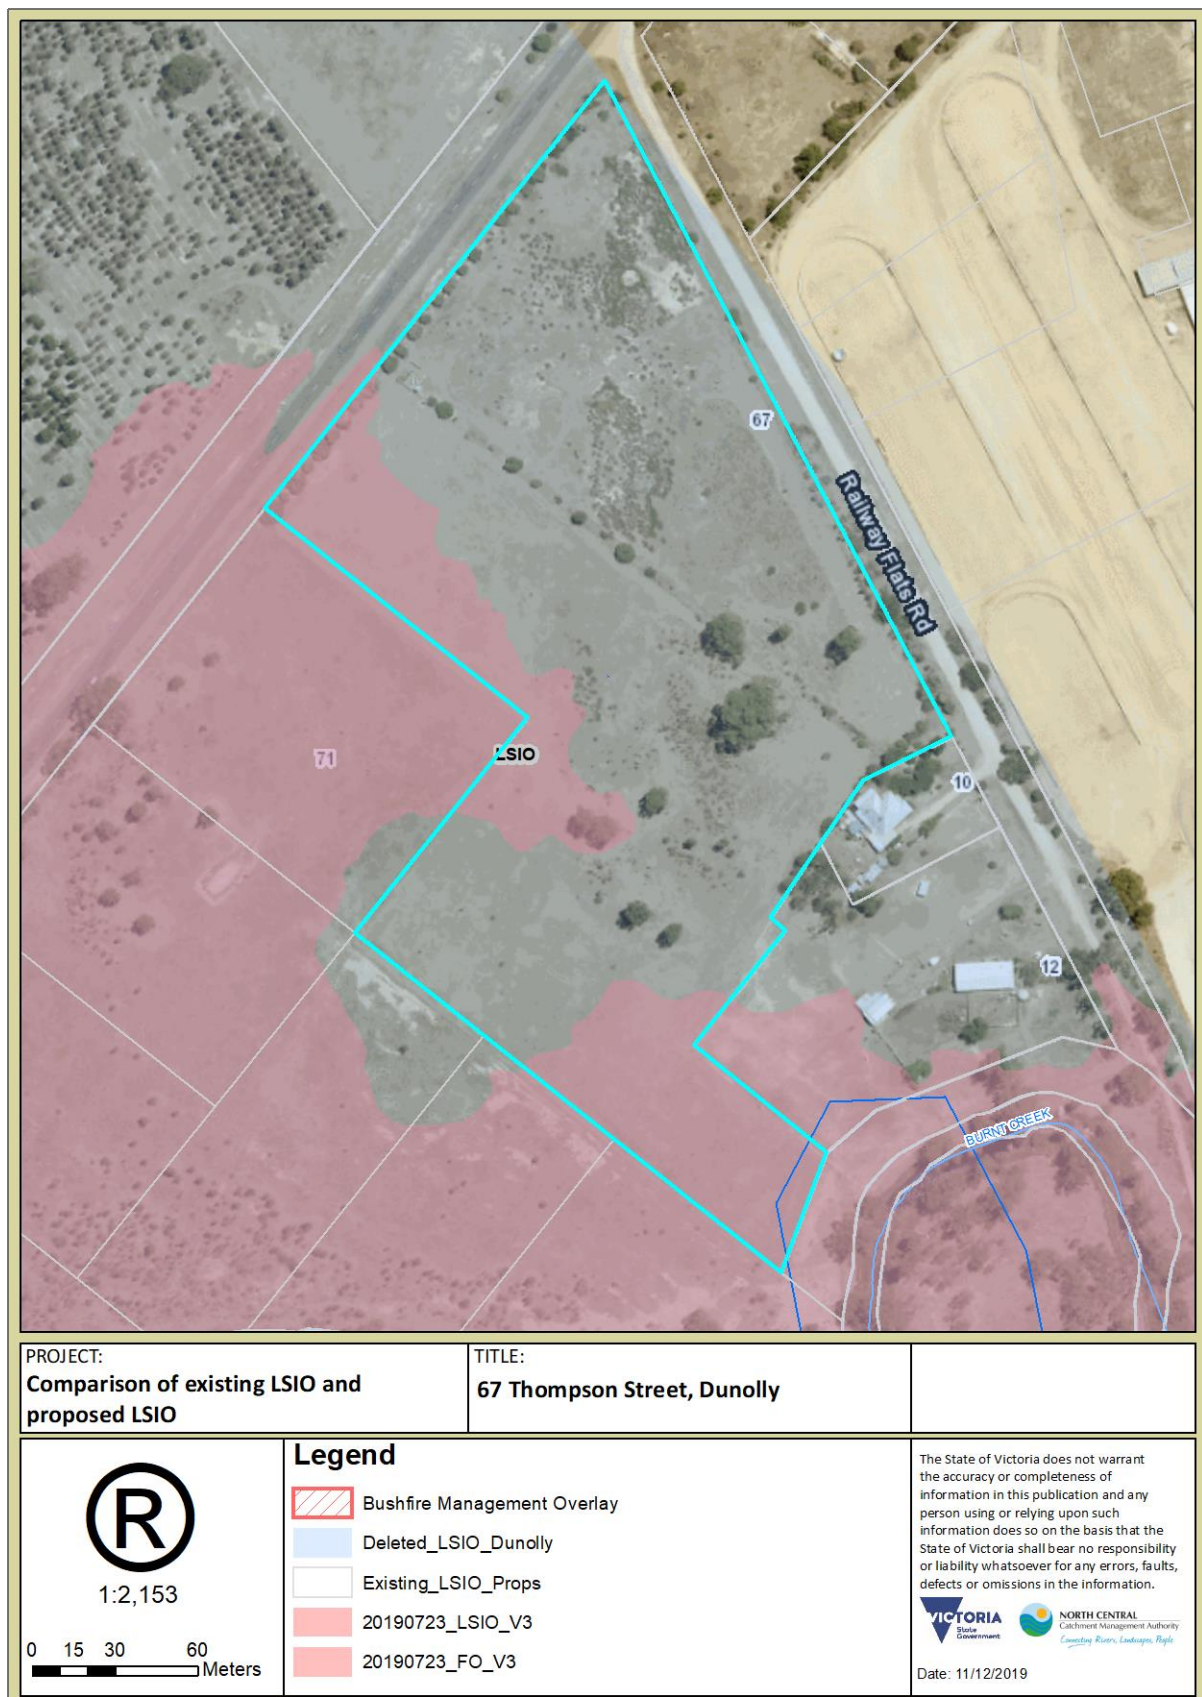 67
Railway Flats Rd
LSIO
71
10
12
BURNT CREEK
PROJECT:
Comparison of existing LSIO and
proposed LSIO
TITLE:
67 Thompson Street, Dunolly
R
1:2,153
0 15 30 60
Meters
Legend
Bushfire Management Overlay
Deleted_LSIO_Dunolly
Existing_LSIO_Props
20190723_LSIO_V3
20190723_FO_V3
The State of Victoria does not warrant
the accuracy or completeness of
information in this publication and any
person using or relying upon such
information does so on the basis that the
State of Victoria shall bear no responsibility
or liability whatsoever for any errors, faults,
defects or omissions in the information.
VICTORIA
State
Government
NORTH CENTRAL
Catchment Management Authority
Connecting Rivers, Landscapes, People
Date: 11/12/2019